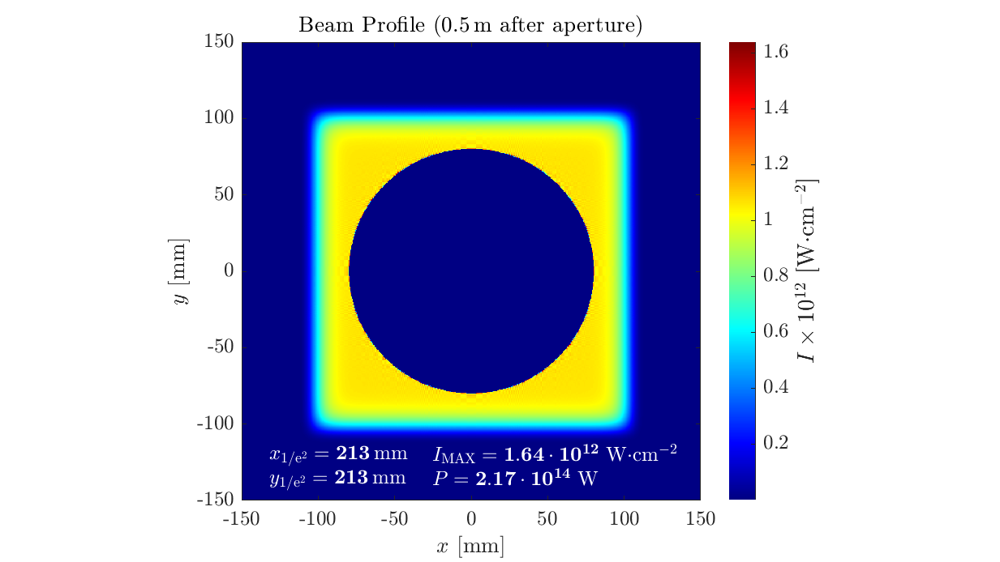 Beam Profile (0.5 m after aperture)
150
100
50
0
-50
-100
-150
y [mm]
x₁/ₑ² = 213 mm
y₁/ₑ² = 213 mm
I_MAX = 1.64 · 10¹² W·cm⁻²
P = 2.17 · 10¹⁴ W
-150 -100 -50 0 50 100 150
x [mm]
1.6
1.4
1.2
1
0.8
0.6
0.4
0.2
I × 10¹² [W·cm⁻²]